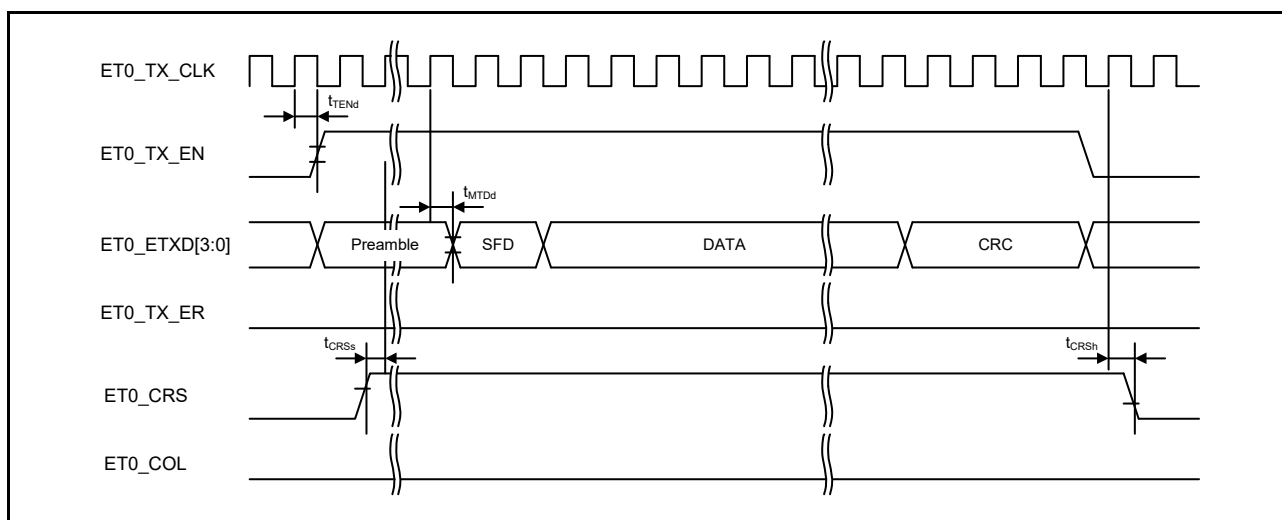 ET0_TX_CLK
tTENd
ET0_TX_EN
tMTDd
ET0_ETXD[3:0]
Preamble
SFD
DATA
CRC
ET0_TX_ER
tCRSs
tCRSh
ET0_CRS
ET0_COL